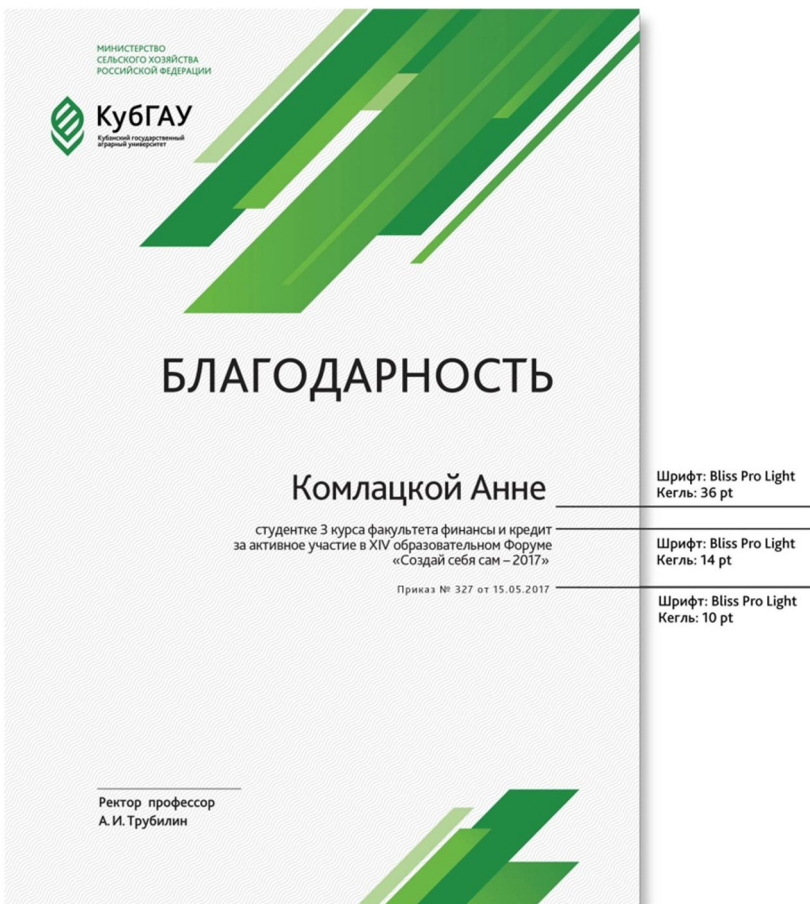 МИНИСТЕРСТВО
СЕЛЬСКОГО ХОЗЯЙСТВА
РОССИЙСКОЙ ФЕДЕРАЦИИ
КубГАУ
Кубанский государственный
аграрный университет
БЛАГОДАРНОСТЬ
Комлацкой Анне
студентке 3 курса факультета финансы и кредит
за активное участие в XIV образовательном Форуме
«Создай себя сам – 2017»
Приказ № 327 от 15.05.2017
Шрифт: Bliss Pro Light
Кегль: 36 pt
Шрифт: Bliss Pro Light
Кегль: 14 pt
Шрифт: Bliss Pro Light
Кегль: 10 pt
Ректор профессор
А. И. Трубилин